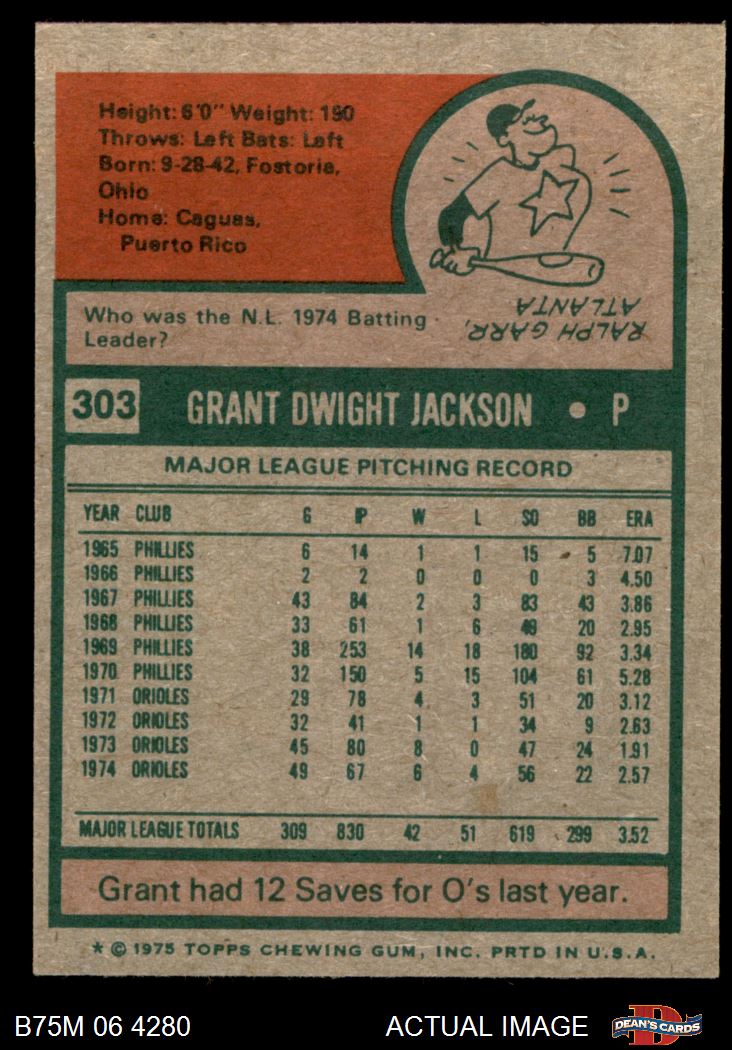 Height: 6'0" Weight: 190
Throws: Left Bats: Left
Born: 9-28-42, Fostoria,
Ohio
Home: Caguas,
Puerto Rico
Who was the N.L. 1974 Batting
Leader?
RALPH GARR,
ATLANTA
303 GRANT DWIGHT JACKSON • P
MAJOR LEAGUE PITCHING RECORD
YEAR CLUB G IP W L SO BB ERA
1965 PHILLIES 6 14 1 1 15 5 7.07
1966 PHILLIES 2 2 0 0 0 3 4.50
1967 PHILLIES 43 84 2 3 83 43 3.86
1968 PHILLIES 33 61 1 6 49 20 2.95
1969 PHILLIES 38 253 14 18 180 92 3.34
1970 PHILLIES 32 150 5 15 104 61 5.28
1971 ORIOLES 29 78 4 3 51 20 3.12
1972 ORIOLES 32 41 1 1 34 9 2.63
1973 ORIOLES 45 80 8 0 47 24 1.91
1974 ORIOLES 49 67 6 4 56 22 2.57
MAJOR LEAGUE TOTALS 309 830 42 51 619 299 3.52
Grant had 12 Saves for O's last year.
* © 1975 TOPPS CHEWING GUM, INC. PRTD IN U.S.A.
B75M 06 4280 ACTUAL IMAGE D DEAN'S CARDS